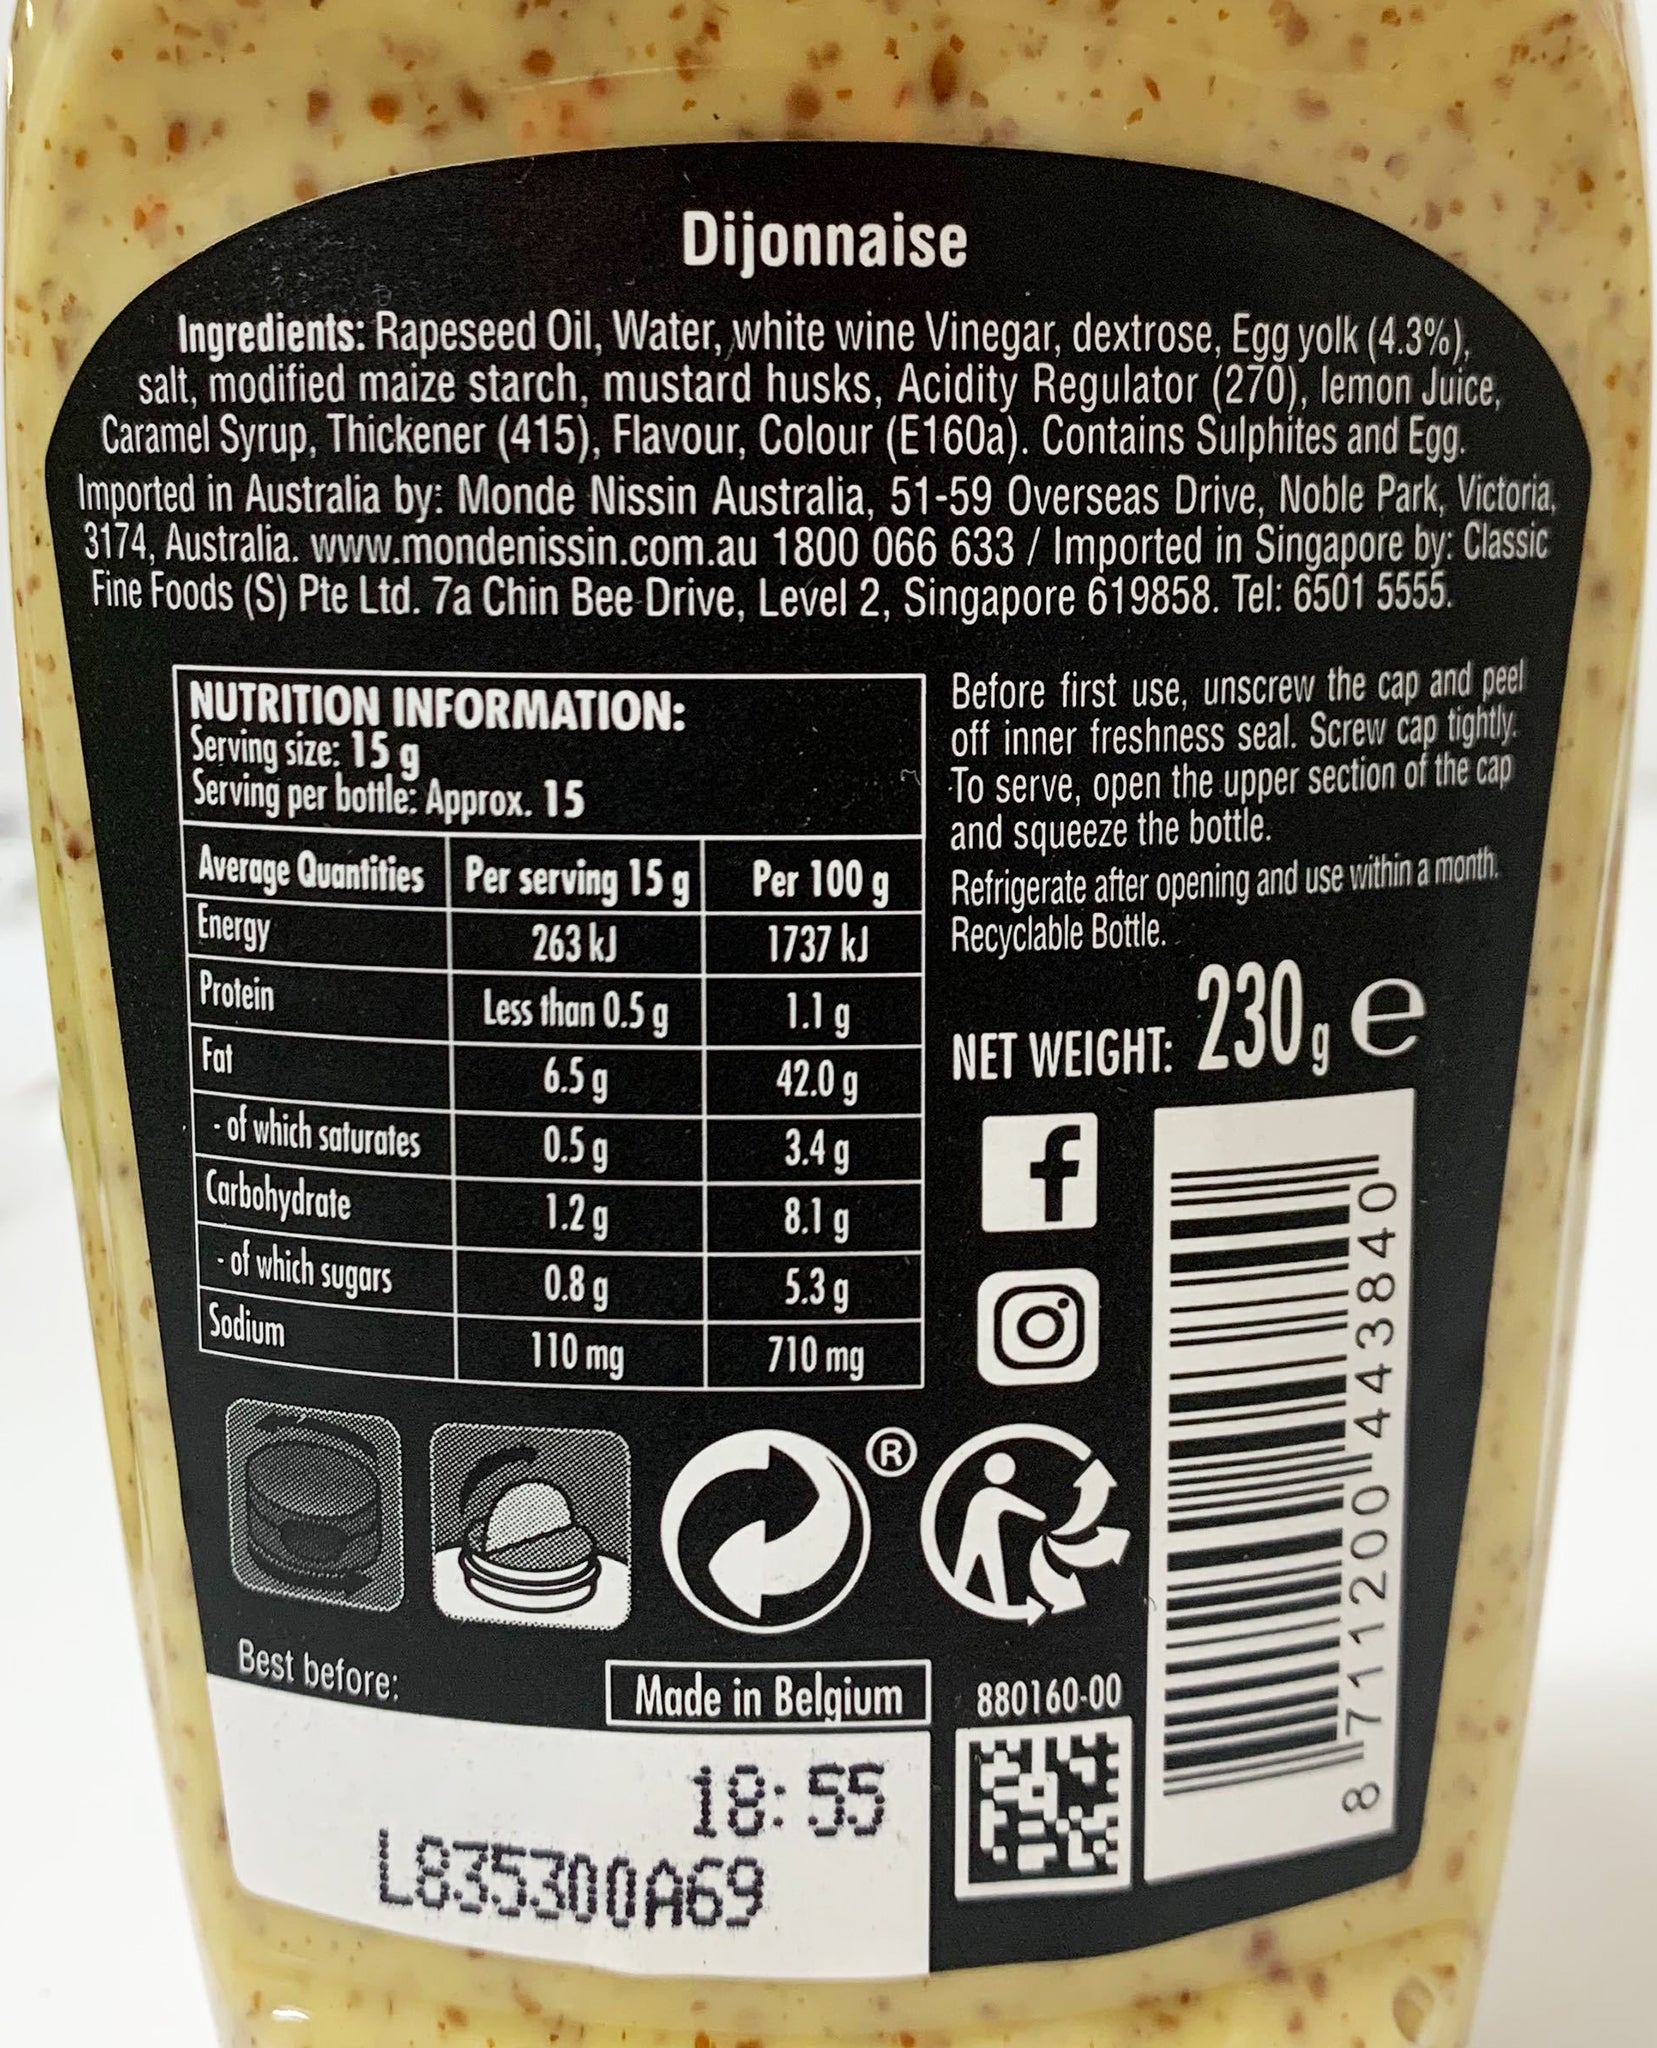 Dijonnaise
Ingredients: Rapeseed Oil, Water, white wine Vinegar, dextrose, Egg yolk (4.3%),
salt, modified maize starch, mustard husks, Acidity Regulator (270), lemon Juice,
Caramel Syrup, Thickener (415), Flavour, Colour (E160a). Contains Sulphites and Egg.
Imported in Australia by: Monde Nissin Australia, 51-59 Overseas Drive, Noble Park, Victoria,
3174, Australia. www.mondenissin.com.au 1800 066 633 / Imported in Singapore by: Classic
Fine Foods (S) Pte Ltd. 7a Chin Bee Drive, Level 2, Singapore 619858. Tel: 6501 5555.
NUTRITION INFORMATION:
Serving size: 15 g
Serving per bottle: Approx. 15
Average Quantities Per serving 15 g Per 100 g
Energy 263 kJ 1737 kJ
Protein Less than 0.5 g 1.1 g
Fat 6.5 g 42.0 g
- of which saturates 0.5 g 3.4 g
Carbohydrate 1.2 g 8.1 g
- of which sugars 0.8 g 5.3 g
Sodium 110 mg 710 mg
Before first use, unscrew the cap and peel
off inner freshness seal. Screw cap tightly.
To serve, open the upper section of the cap
and squeeze the bottle.
Refrigerate after opening and use within a month.
Recyclable Bottle.
NET WEIGHT: 230g e
f
®
Best before:
Made in Belgium
880160-00
18:55
L835300A69
8 711200 443840